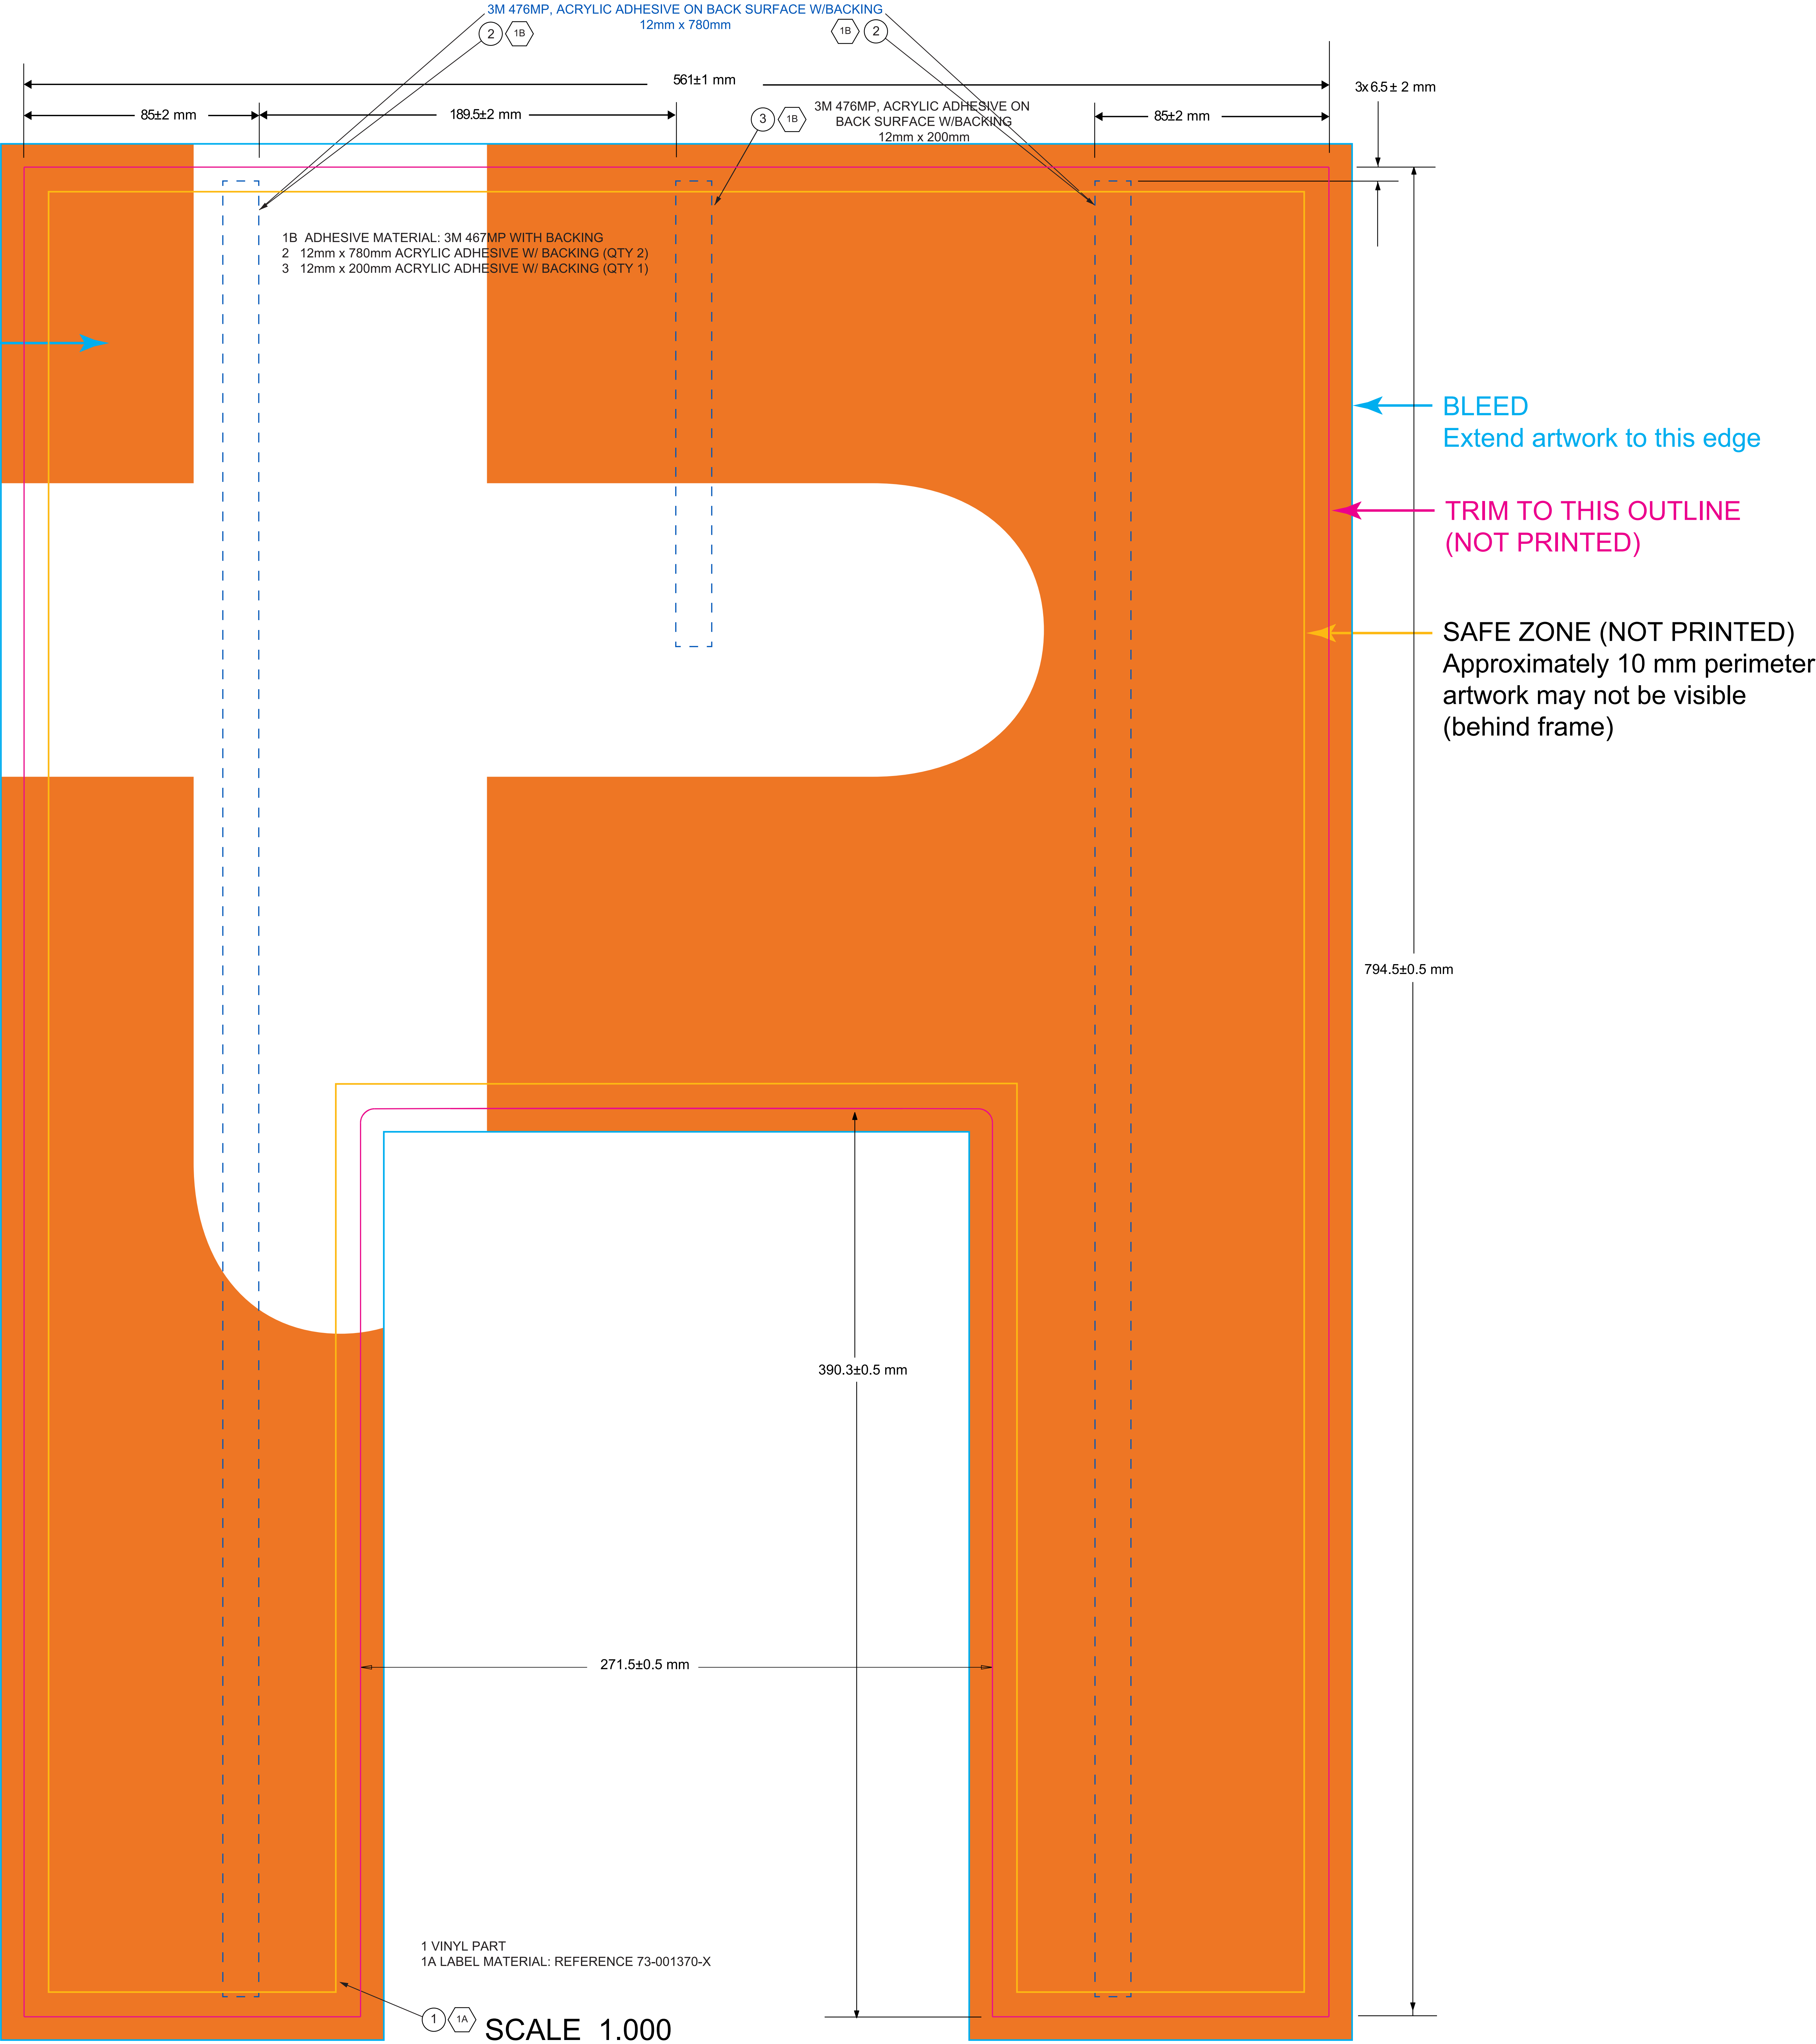 3M 476MP, ACRYLIC ADHESIVE ON BACK SURFACE W/BACKING
12mm x 780mm
2 1B
1B 2
561±1 mm
3x6.5± 2 mm
85±2 mm
189.5±2 mm
3 1B
3M 476MP, ACRYLIC ADHESIVE ON
BACK SURFACE W/BACKING
12mm x 200mm
85±2 mm
1B ADHESIVE MATERIAL: 3M 467MP WITH BACKING
2 12mm x 780mm ACRYLIC ADHESIVE W/ BACKING (QTY 2)
3 12mm x 200mm ACRYLIC ADHESIVE W/ BACKING (QTY 1)
BLEED
Extend artwork to this edge
TRIM TO THIS OUTLINE
(NOT PRINTED)
SAFE ZONE (NOT PRINTED)
Approximately 10 mm perimeter
artwork may not be visible
(behind frame)
794.5±0.5 mm
390.3±0.5 mm
271.5±0.5 mm
1 VINYL PART
1A LABEL MATERIAL: REFERENCE 73-001370-X
1 1A
SCALE 1.000